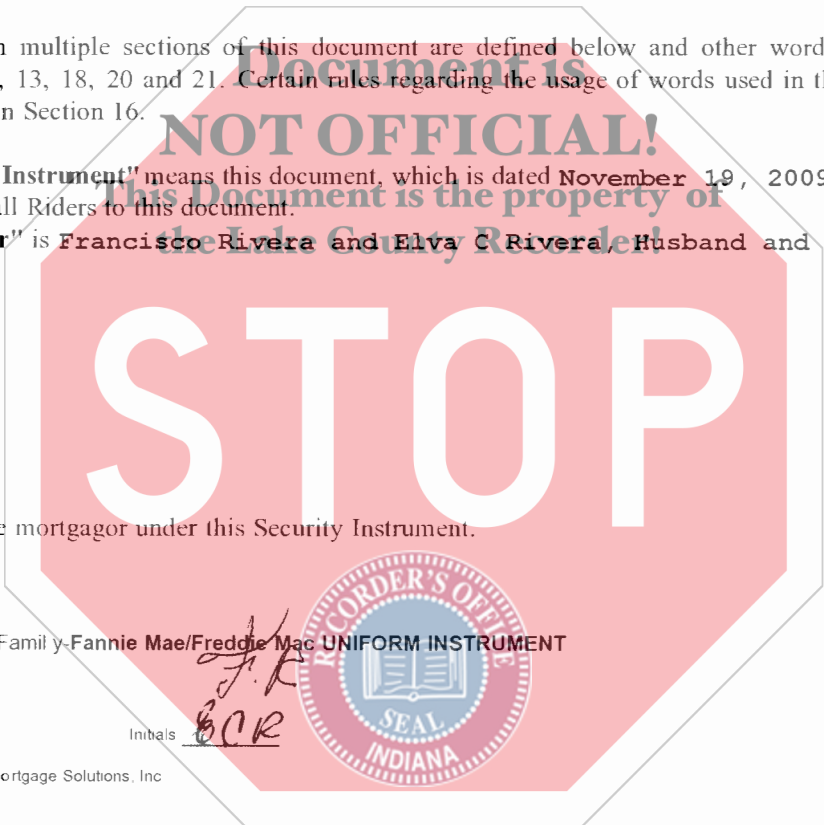 multiple sections of this document are defined below and other word
Document is
, 13, 18, 20 and 21. Certain rules regarding the usage of words used in
n Section 16.
NOT OFFICIAL!
Instrument" means this document, which is dated November 19, 2009
This Document is the property of
all Riders to this document.
r" is Francisco Rivera and Elva C Rivera, Husband and
the Lake County Recorder!
STOP
e mortgagor under this Security Instrument.
RECORDER'S OFFICE
Family-Fannie Mae/Freddie Mac UNIFORM INSTRUMENT
F.R
SEAL
Initials ECR
INDIANA
ortgage Solutions, Inc